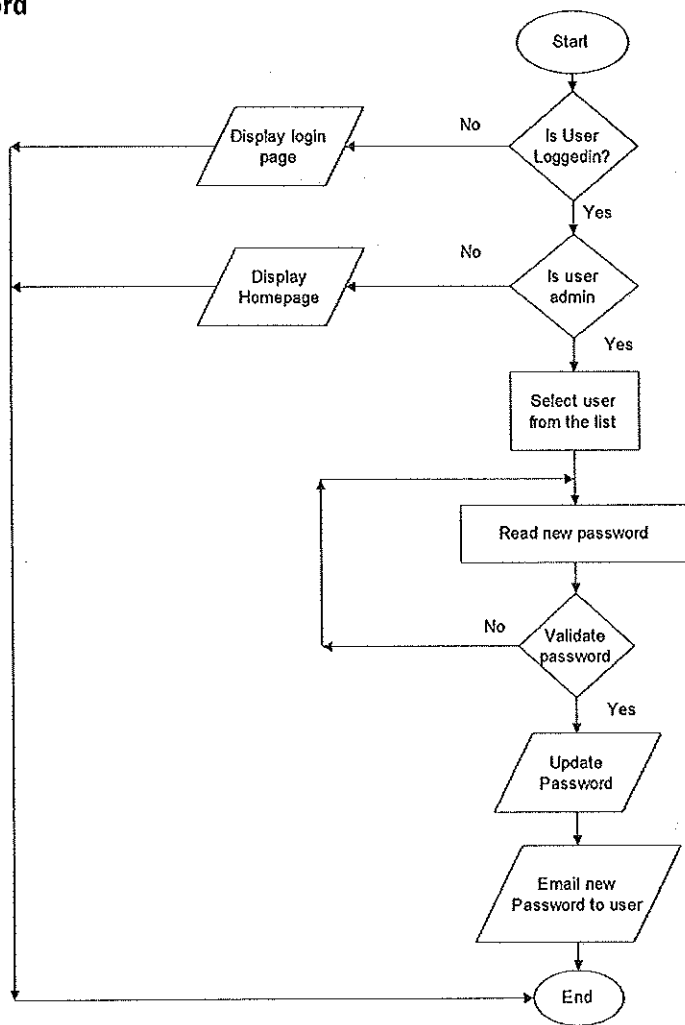 ord
Start
Is User
Loggedin?
No
Display login
page
Yes
Is user
admin
No
Display
Homepage
Yes
Select user
from the list
Read new password
Validate
password
No
Yes
Update
Password
Email new
Password to user
End